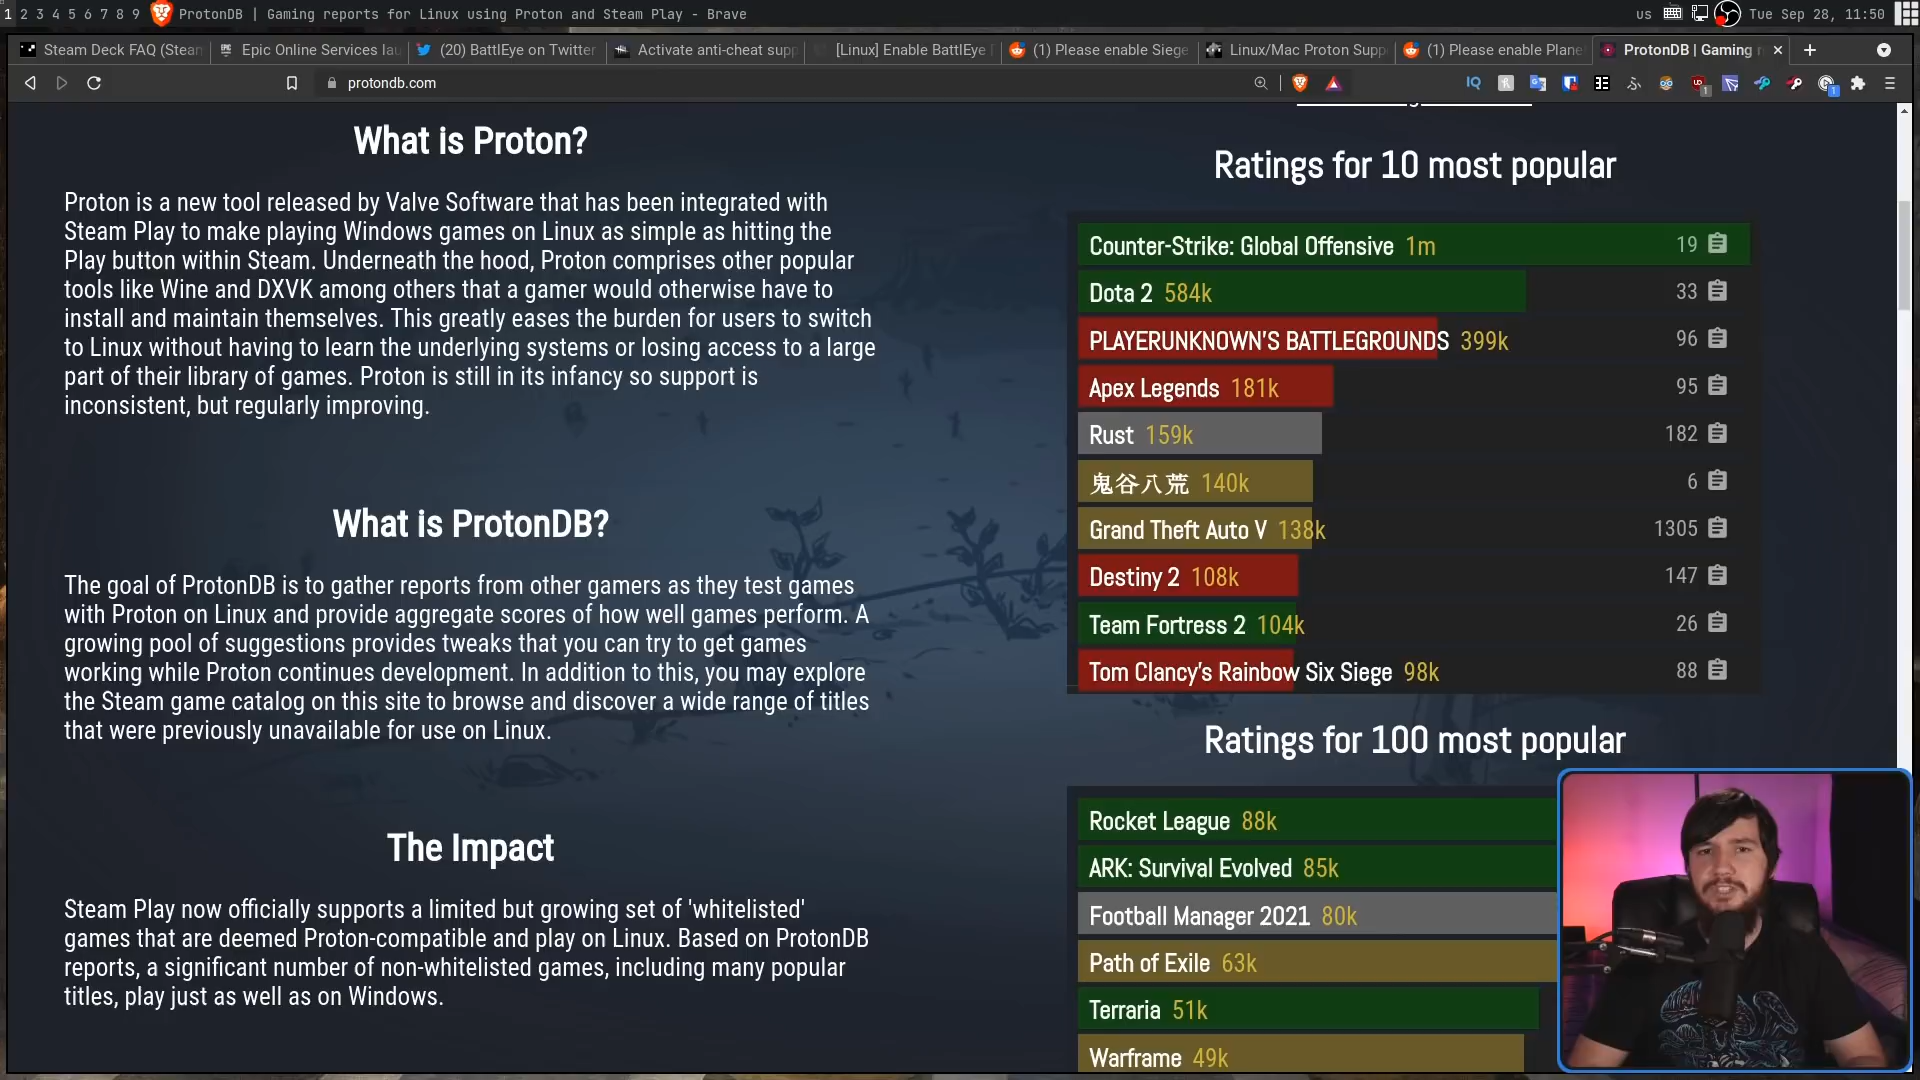 1 2 3 4 5 6 7 8 9 ProtonDB | Gaming reports for Linux using Proton and Steam Play - Brave
us Tue Sep 28, 11:50
Steam Deck FAQ (Steam
Epic Online Services lau
(20) BattlEye on Twitter
Activate anti-cheat supp
[Linux] Enable BattlEye
(1) Please enable Siege
Linux/Mac Proton Supp
(1) Please enable Plane
ProtonDB | Gaming r
protondb.com
What is Proton?
Proton is a new tool released by Valve Software that has been integrated with
Steam Play to make playing Windows games on Linux as simple as hitting the
Play button within Steam. Underneath the hood, Proton comprises other popular
tools like Wine and DXVK among others that a gamer would otherwise have to
install and maintain themselves. This greatly eases the burden for users to switch
to Linux without having to learn the underlying systems or losing access to a large
part of their library of games. Proton is still in its infancy so support is
inconsistent, but regularly improving.
What is ProtonDB?
The goal of ProtonDB is to gather reports from other gamers as they test games
with Proton on Linux and provide aggregate scores of how well games perform. A
growing pool of suggestions provides tweaks that you can try to get games
working while Proton continues development. In addition to this, you may explore
the Steam game catalog on this site to browse and discover a wide range of titles
that were previously unavailable for use on Linux.
The Impact
Steam Play now officially supports a limited but growing set of 'whitelisted'
games that are deemed Proton-compatible and play on Linux. Based on ProtonDB
reports, a significant number of non-whitelisted games, including many popular
titles, play just as well as on Windows.
Ratings for 10 most popular
Counter-Strike: Global Offensive 1m 19
Dota 2 584k 33
PLAYERUNKNOWN'S BATTLEGROUNDS 399k 96
Apex Legends 181k 95
Rust 159k 182
鬼谷八荒 140k 6
Grand Theft Auto V 138k 1305
Destiny 2 108k 147
Team Fortress 2 104k 26
Tom Clancy's Rainbow Six Siege 98k 88
Ratings for 100 most popular
Rocket League 88k
ARK: Survival Evolved 85k
Football Manager 2021 80k
Path of Exile 63k
Terraria 51k
Warframe 49k